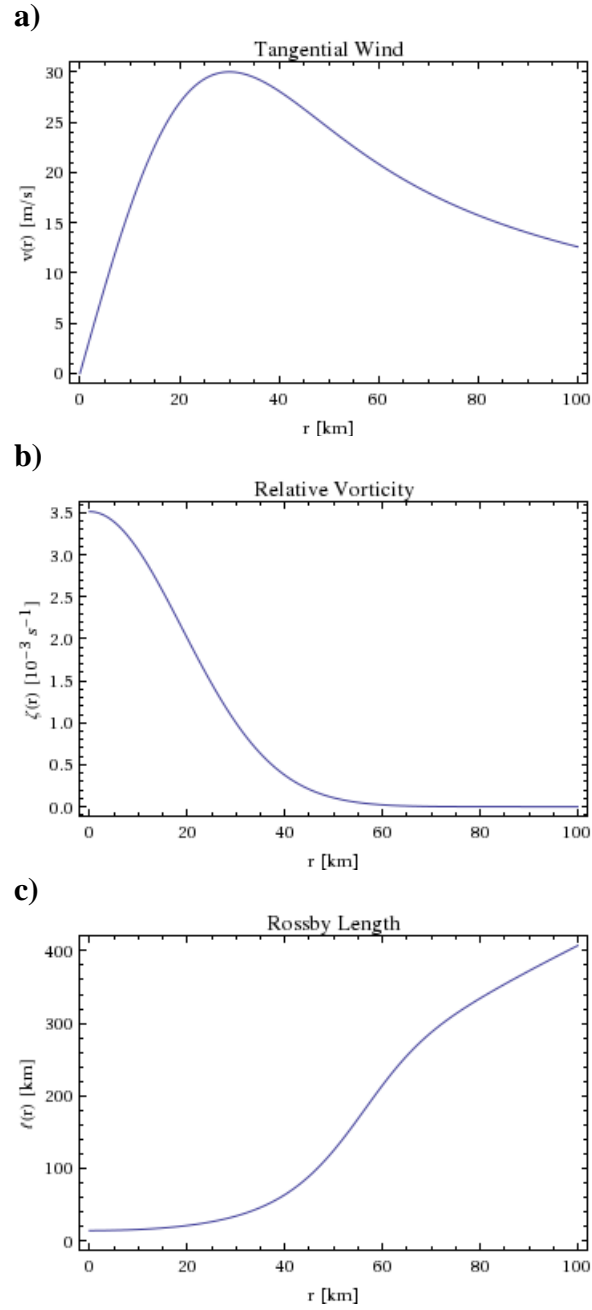 a)
Tangential Wind
30
25
20
15
10
5
0
v(r) [m/s]
0 20 40 60 80 100
r [km]
b)
Relative Vorticity
3.5
3.0
2.5
2.0
1.5
1.0
0.5
0.0
ζ(r) [10⁻³ s⁻¹]
0 20 40 60 80 100
r [km]
c)
Rossby Length
400
300
200
100
0
ℓ(r) [km]
0 20 40 60 80 100
r [km]